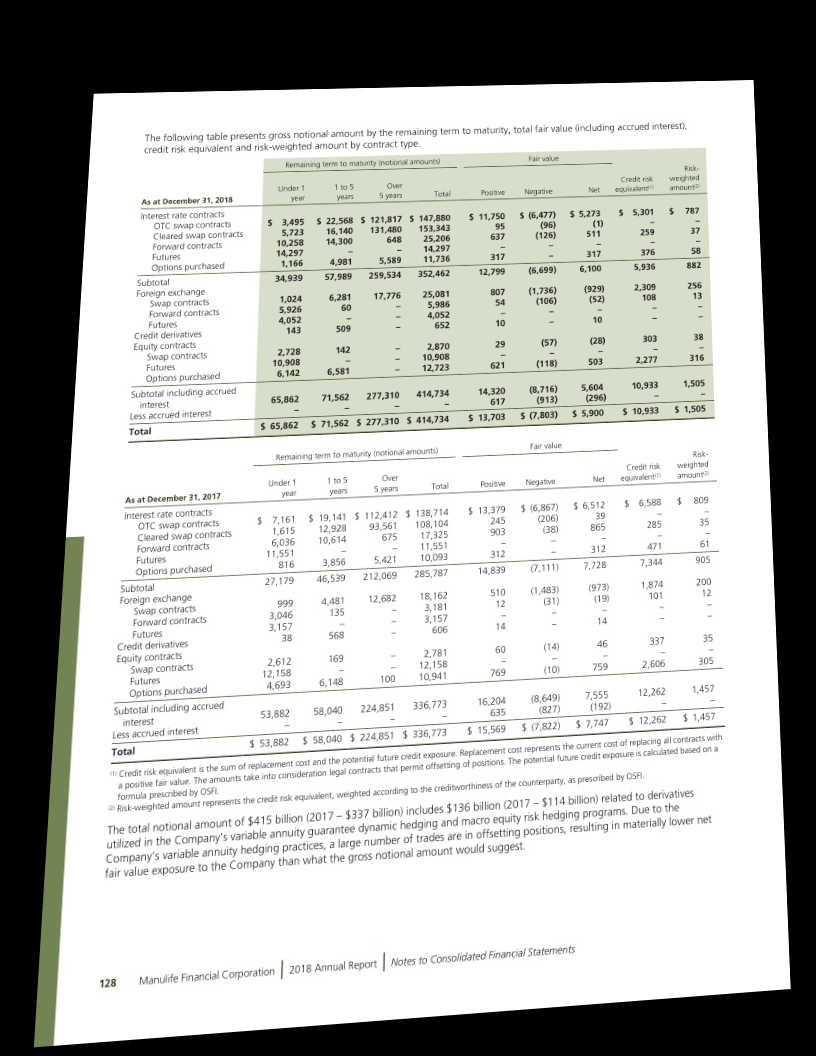 The following table presents gross notional amount by the remaining term to maturity, total fair value (including accrued interest),
credit risk equivalent and risk-weighted amount by contract type.
Remaining term to maturity (notional amounts) Fair value
As at December 31, 2018 Under 1 year 1 to 5 years Over 5 years Total Positive Negative Net Credit risk equivalent(1) Risk-weighted amount(2)
Interest rate contracts
OTC swap contracts $ 3,495 $ 22,568 $ 121,817 $ 147,880 $ 11,750 $ (6,477) $ 5,273 $ 5,301 $ 787
Cleared swap contracts 5,723 16,140 131,480 153,343 95 (96) (1) – –
Forward contracts 10,258 14,300 648 25,206 637 (126) 511 259 37
Futures 14,297 – – 14,297 – – – – –
Options purchased 1,166 4,981 5,589 11,736 317 – 317 376 58
Subtotal 34,939 57,989 259,534 352,462 12,799 (6,699) 6,100 5,936 882
Foreign exchange
Swap contracts 1,024 6,281 17,776 25,081 807 (1,736) (929) 2,309 256
Forward contracts 5,926 60 – 5,986 54 (106) (52) 108 13
Futures 4,052 – – 4,052 – – – – –
Credit derivatives 143 509 – 652 10 – 10 – –
Equity contracts
Swap contracts 2,728 142 – 2,870 29 (57) (28) 303 38
Futures 10,908 – – 10,908 – – – – –
Options purchased 6,142 6,581 – 12,723 621 (118) 503 2,277 316
Subtotal including accrued
interest 65,862 71,562 277,310 414,734 14,320 (8,716) 5,604 10,933 1,505
Less accrued interest – – – – 617 (913) (296) – –
Total $ 65,862 $ 71,562 $ 277,310 $ 414,734 $ 13,703 $ (7,803) $ 5,900 $ 10,933 $ 1,505
Remaining term to maturity (notional amounts) Fair value
As at December 31, 2017 Under 1 year 1 to 5 years Over 5 years Total Positive Negative Net Credit risk equivalent(1) Risk-weighted amount(2)
Interest rate contracts
OTC swap contracts $ 7,161 $ 19,141 $ 112,412 $ 138,714 $ 13,379 $ (6,867) $ 6,512 $ 6,588 $ 809
Cleared swap contracts 1,615 12,928 93,561 108,104 245 (206) 39 – –
Forward contracts 6,036 10,614 675 17,325 903 (38) 865 285 35
Futures 11,551 – – 11,551 – – – – –
Options purchased 816 3,856 5,421 10,093 312 – 312 471 61
Subtotal 27,179 46,539 212,069 285,787 14,839 (7,111) 7,728 7,344 905
Foreign exchange
Swap contracts 999 4,481 12,682 18,162 510 (1,483) (973) 1,874 200
Forward contracts 3,046 135 – 3,181 12 (31) (19) 101 12
Futures 3,157 – – 3,157 – – – – –
Credit derivatives 38 568 – 606 14 – 14 – –
Equity contracts
Swap contracts 2,612 169 – 2,781 60 (14) 46 337 35
Futures 12,158 – – 12,158 – – – – –
Options purchased 4,693 6,148 100 10,941 769 (10) 759 2,606 305
Subtotal including accrued
interest 53,882 58,040 224,851 336,773 16,204 (8,649) 7,555 12,262 1,457
Less accrued interest – – – – 635 (827) (192) – –
Total $ 53,882 $ 58,040 $ 224,851 $ 336,773 $ 15,569 $ (7,822) $ 7,747 $ 12,262 $ 1,457
(1) Credit risk equivalent is the sum of replacement cost and the potential future credit exposure. Replacement cost represents the current cost of replacing all contracts with
a positive fair value. The amounts take into consideration legal contracts that permit offsetting of positions. The potential future credit exposure is calculated based on a
formula prescribed by OSFI.
(2) Risk-weighted amount represents the credit risk equivalent, weighted according to the creditworthiness of the counterparty, as prescribed by OSFI.
The total notional amount of $415 billion (2017 – $337 billion) includes $136 billion (2017 – $114 billion) related to derivatives
utilized in the Company's variable annuity guarantee dynamic hedging and macro equity risk hedging programs. Due to the
Company's variable annuity hedging practices, a large number of trades are in offsetting positions, resulting in materially lower net
fair value exposure to the Company than what the gross notional amount would suggest.
128 Manulife Financial Corporation | 2018 Annual Report | Notes to Consolidated Financial Statements